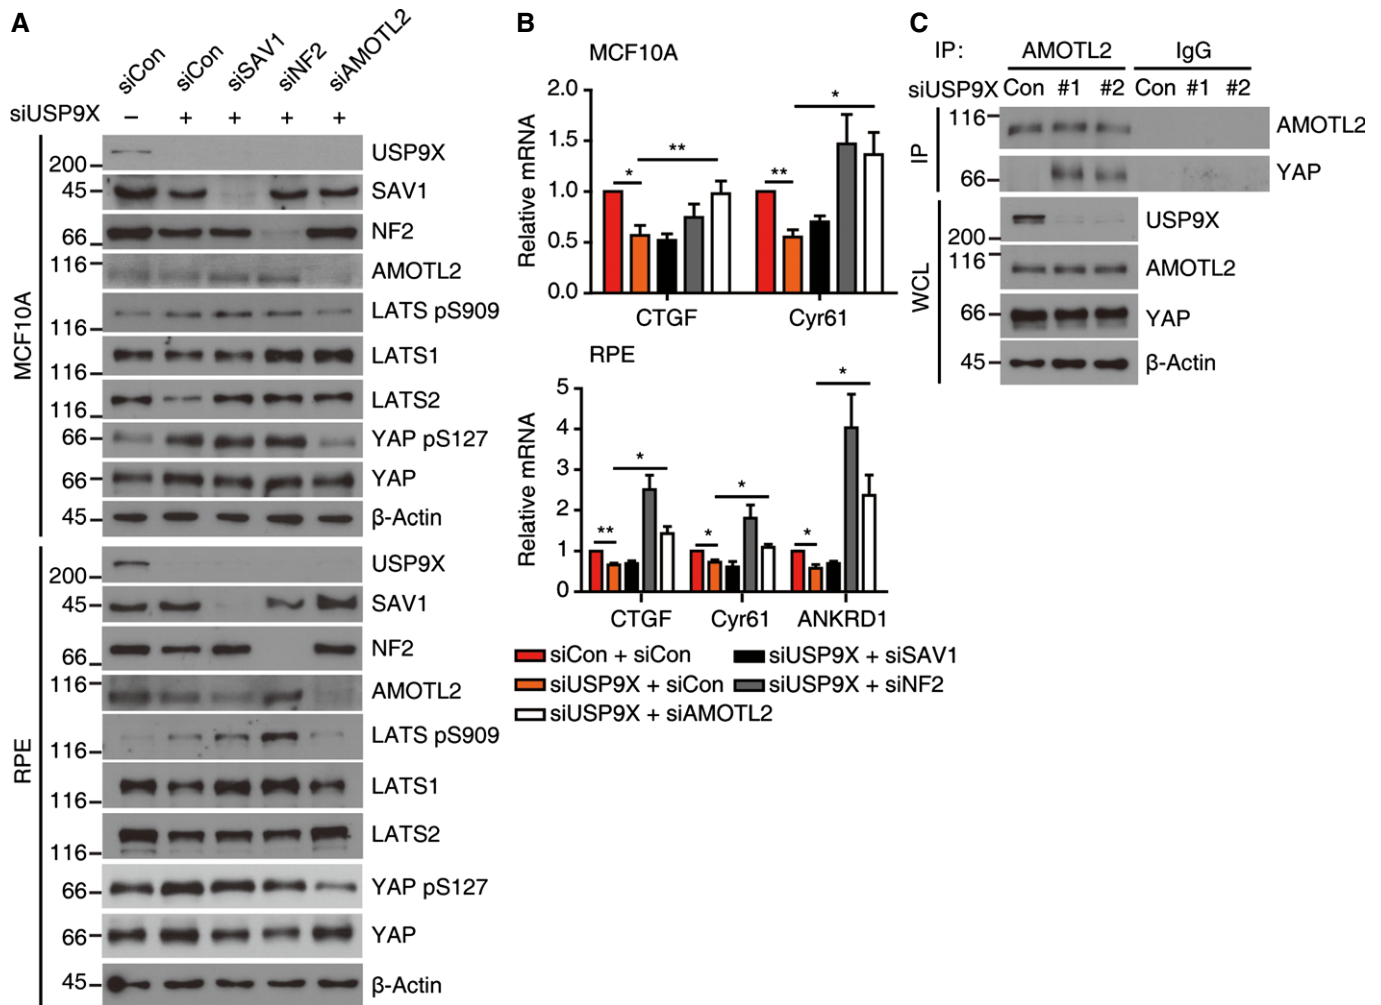 A
siCon siCon siSAV1 siNF2 siAMOTL2
siUSP9X – + + + +
MCF10A
200 USP9X
45 SAV1
66 NF2
116 AMOTL2
116 LATS pS909
116 LATS1
116 LATS2
66 YAP pS127
66 YAP
45 β-Actin
RPE
200 USP9X
45 SAV1
66 NF2
116 AMOTL2
116 LATS pS909
116 LATS1
116 LATS2
66 YAP pS127
66 YAP
45 β-Actin
B
MCF10A
Relative mRNA
2.0
1.5
1.0
0.5
0.0
* ** ** *
CTGF Cyr61
RPE
Relative mRNA
5
4
3
2
1
0
** * * * * *
CTGF Cyr61 ANKRD1
siCon + siCon siUSP9X + siSAV1
siUSP9X + siCon siUSP9X + siNF2
siUSP9X + siAMOTL2
C
IP: AMOTL2 IgG
siUSP9X Con #1 #2 Con #1 #2
IP
116 AMOTL2
66 YAP
WCL
200 USP9X
116 AMOTL2
66 YAP
45 β-Actin